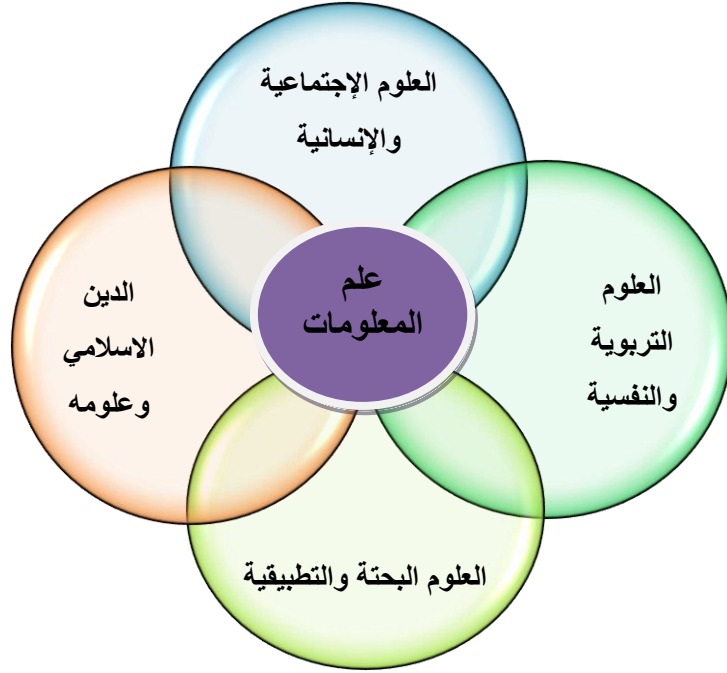 العلوم الإجتماعية
والإنسانية
العلوم
التربوية
والنفسية
علم
المعلومات
الدين
الاسلامي
وعلومه
العلوم البحتة والتطبيقية